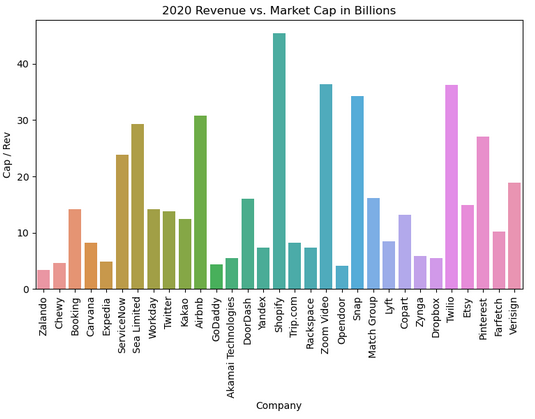 2020 Revenue vs. Market Cap in Billions
Cap / Rev
40
30
20
10
0
Zalando
Chewy
Booking
Carvana
Expedia
ServiceNow
Sea Limited
Workday
Twitter
Kakao
Airbnb
GoDaddy
Akamai Technologies
DoorDash
Yandex
Shopify
Trip.com
Rackspace
Zoom Video
Opendoor
Snap
Match Group
Lyft
Copart
Zynga
Dropbox
Twilio
Etsy
Pinterest
Farfetch
Verisign
Company